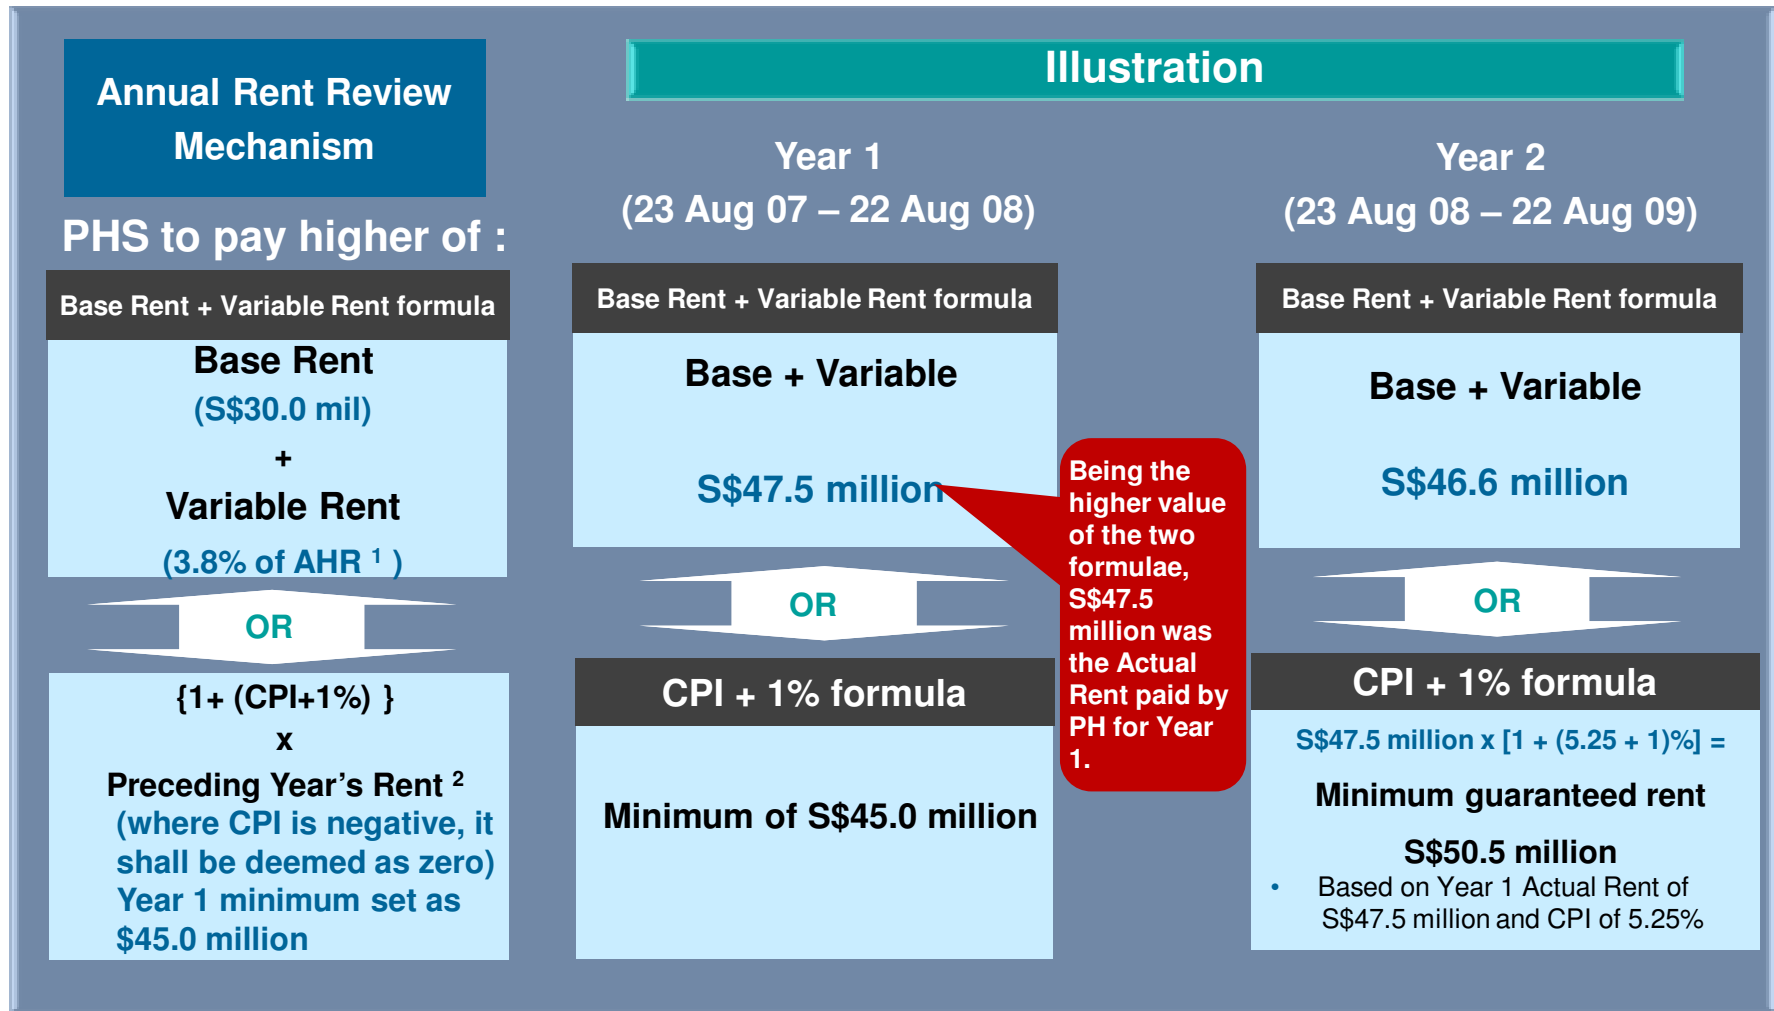 Annual Rent Review
Mechanism
PHS to pay higher of :
Base Rent + Variable Rent formula
Base Rent
(S$30.0 mil)
+
Variable Rent
(3.8% of AHR 1 )
OR
{1+ (CPI+1%) }
x
Preceding Year's Rent 2
(where CPI is negative, it
shall be deemed as zero)
Year 1 minimum set as
$45.0 million
Illustration
Year 1
(23 Aug 07 – 22 Aug 08)
Base Rent + Variable Rent formula
Base + Variable
S$47.5 million
OR
CPI + 1% formula
Minimum of S$45.0 million
Being the
higher value
of the two
formulae,
S$47.5
million was
the Actual
Rent paid by
PH for Year
1.
Year 2
(23 Aug 08 – 22 Aug 09)
Base Rent + Variable Rent formula
Base + Variable
S$46.6 million
OR
CPI + 1% formula
S$47.5 million x [1 + (5.25 + 1)%] =
Minimum guaranteed rent
S$50.5 million
• Based on Year 1 Actual Rent of
S$47.5 million and CPI of 5.25%